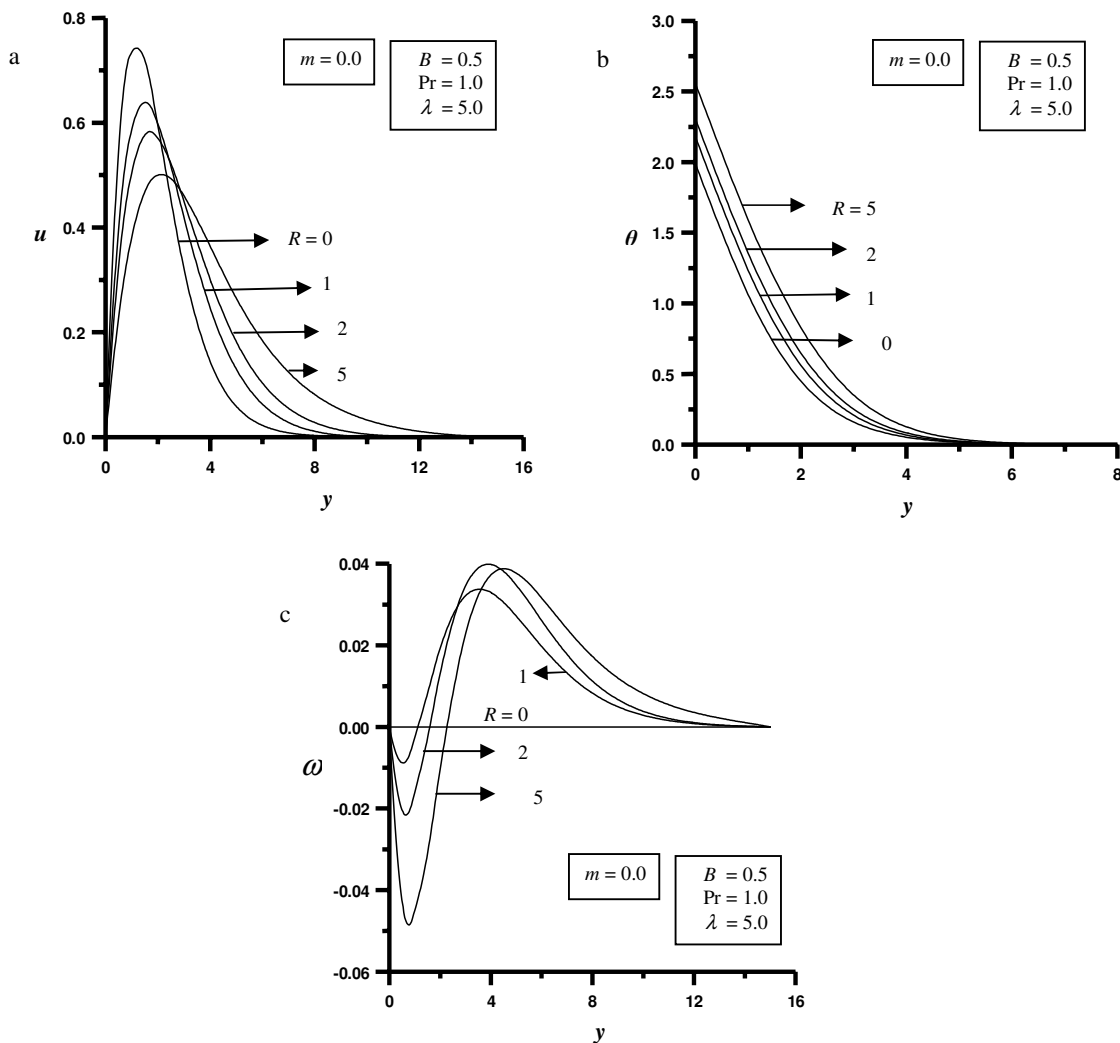 a
0.8
0.6
0.4
0.2
0.0
u
0
4
8
12
16
y
m = 0.0
B = 0.5
Pr = 1.0
λ = 5.0
R = 0
1
2
5
b
3.0
2.5
2.0
1.5
1.0
0.5
0.0
θ
0
2
4
6
8
y
m = 0.0
B = 0.5
Pr = 1.0
λ = 5.0
R = 5
2
1
0
c
0.04
0.02
0.00
-0.02
-0.04
-0.06
ω
0
4
8
12
16
y
1
R = 0
2
5
m = 0.0
B = 0.5
Pr = 1.0
λ = 5.0